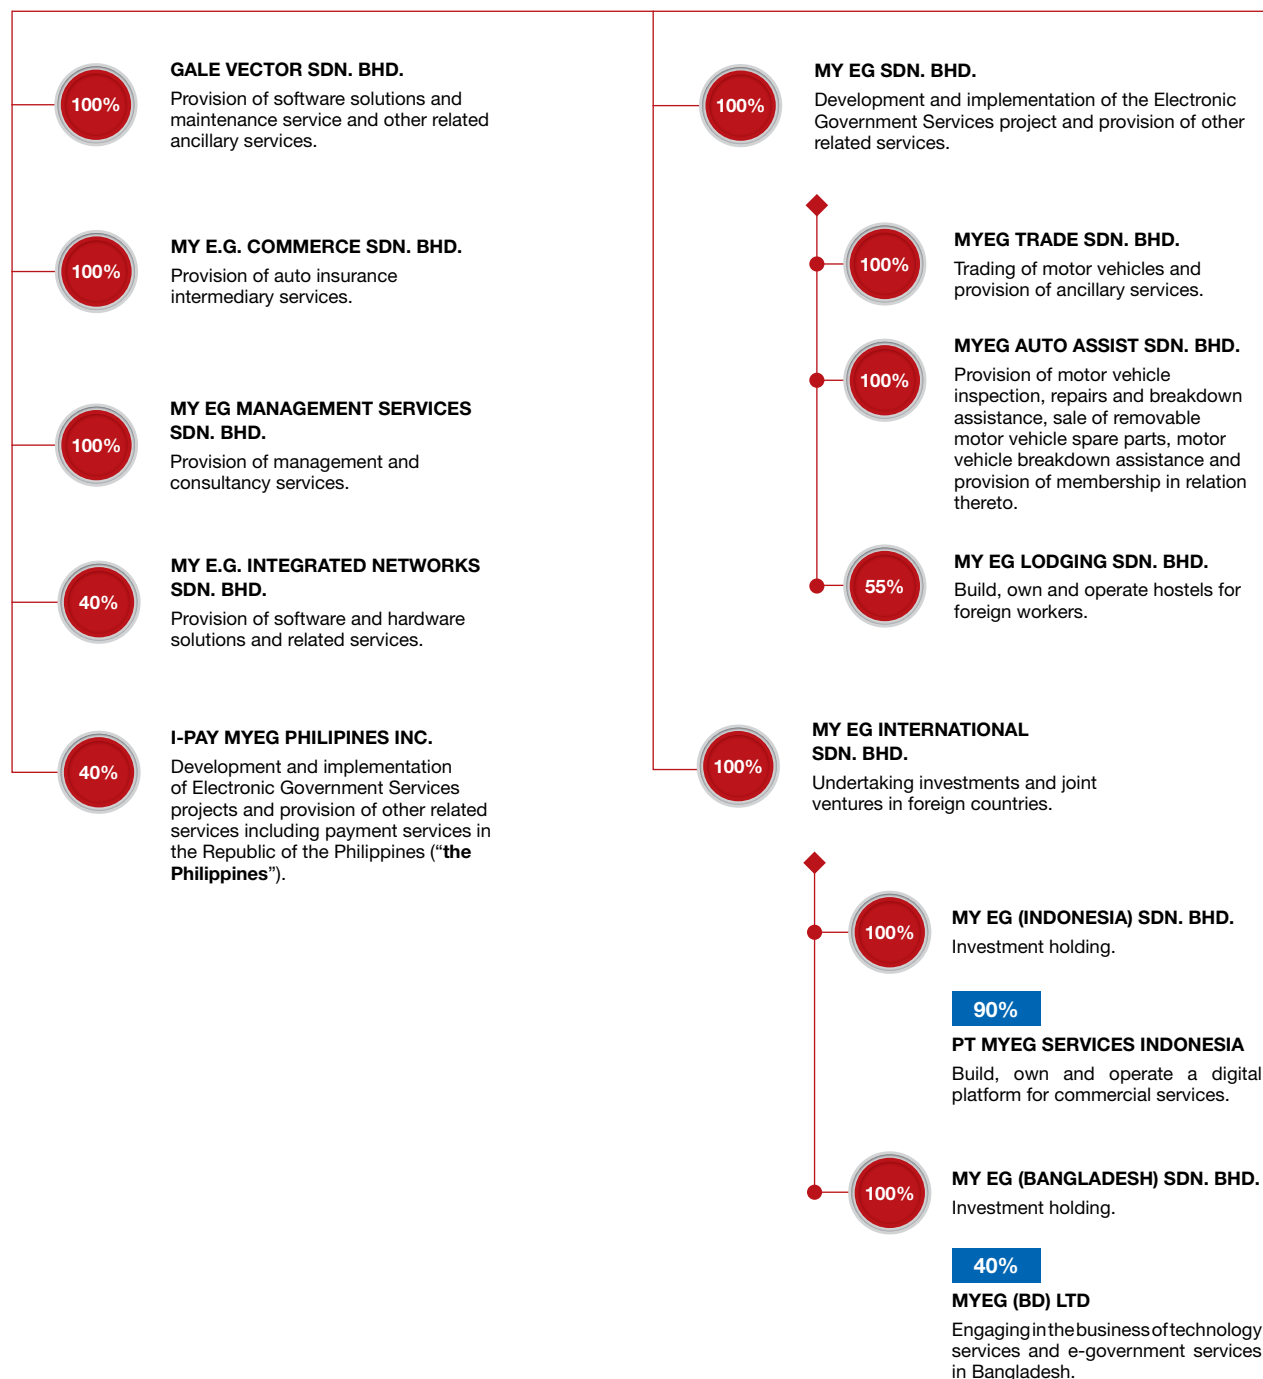 100%
GALE VECTOR SDN. BHD.
Provision of software solutions and
maintenance service and other related
ancillary services.
100%
MY E.G. COMMERCE SDN. BHD.
Provision of auto insurance
intermediary services.
100%
MY EG MANAGEMENT SERVICES
SDN. BHD.
Provision of management and
consultancy services.
40%
MY E.G. INTEGRATED NETWORKS
SDN. BHD.
Provision of software and hardware
solutions and related services.
40%
I-PAY MYEG PHILIPINES INC.
Development and implementation
of Electronic Government Services
projects and provision of other related
services including payment services in
the Republic of the Philippines (“the
Philippines”).
100%
MY EG SDN. BHD.
Development and implementation of the Electronic
Government Services project and provision of other
related services.
100%
MYEG TRADE SDN. BHD.
Trading of motor vehicles and
provision of ancillary services.
100%
MYEG AUTO ASSIST SDN. BHD.
Provision of motor vehicle
inspection, repairs and breakdown
assistance, sale of removable
motor vehicle spare parts, motor
vehicle breakdown assistance and
provision of membership in relation
thereto.
55%
MY EG LODGING SDN. BHD.
Build, own and operate hostels for
foreign workers.
100%
MY EG INTERNATIONAL
SDN. BHD.
Undertaking investments and joint
ventures in foreign countries.
100%
MY EG (INDONESIA) SDN. BHD.
Investment holding.
90%
PT MYEG SERVICES INDONESIA
Build, own and operate a digital
platform for commercial services.
100%
MY EG (BANGLADESH) SDN. BHD.
Investment holding.
40%
MYEG (BD) LTD
Engaging in the business of technology
services and e-government services
in Bangladesh.